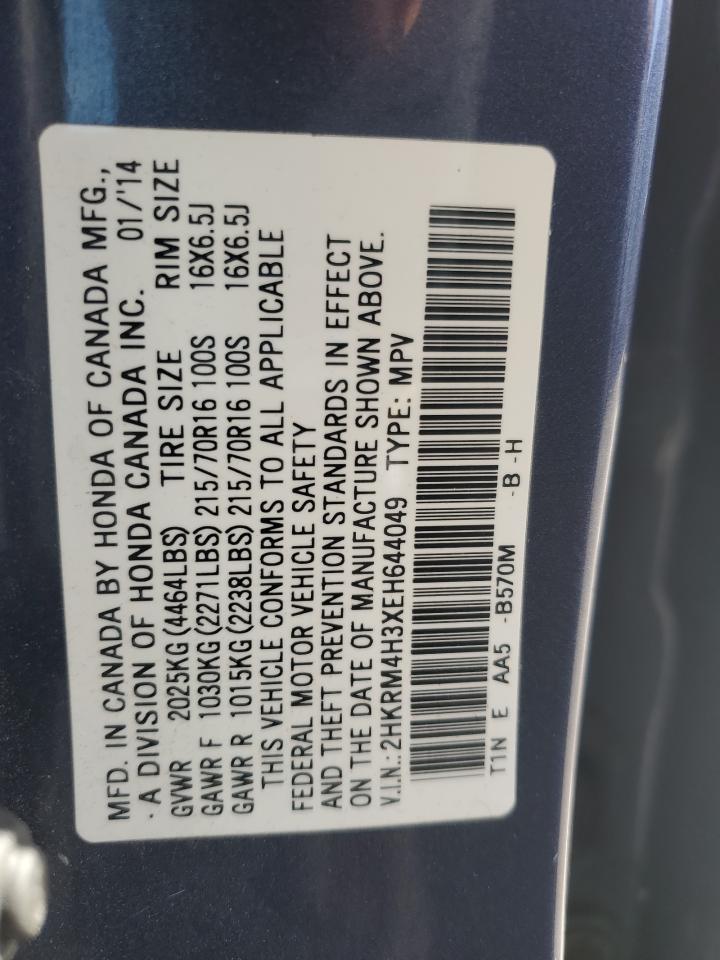 MFD. IN CANADA BY HONDA OF CANADA MFG.,
· A DIVISION OF HONDA CANADA INC. 01/'14
GVWR 2025KG(4464LBS) TIRE SIZE RIM SIZE
GAWR F 1030KG(2271LBS) 215/70R16 100S 16X6.5J
GAWR R 1015KG(2238LBS) 215/70R16 100S 16X6.5J
THIS VEHICLE CONFORMS TO ALL APPLICABLE
FEDERAL MOTOR VEHICLE SAFETY
AND THEFT PREVENTION STANDARDS IN EFFECT
ON THE DATE OF MANUFACTURE SHOWN ABOVE.
V.I.N.: 2HKRM4H3XEH644049 TYPE: MPV
T1N E AA5 -B570M -B -H